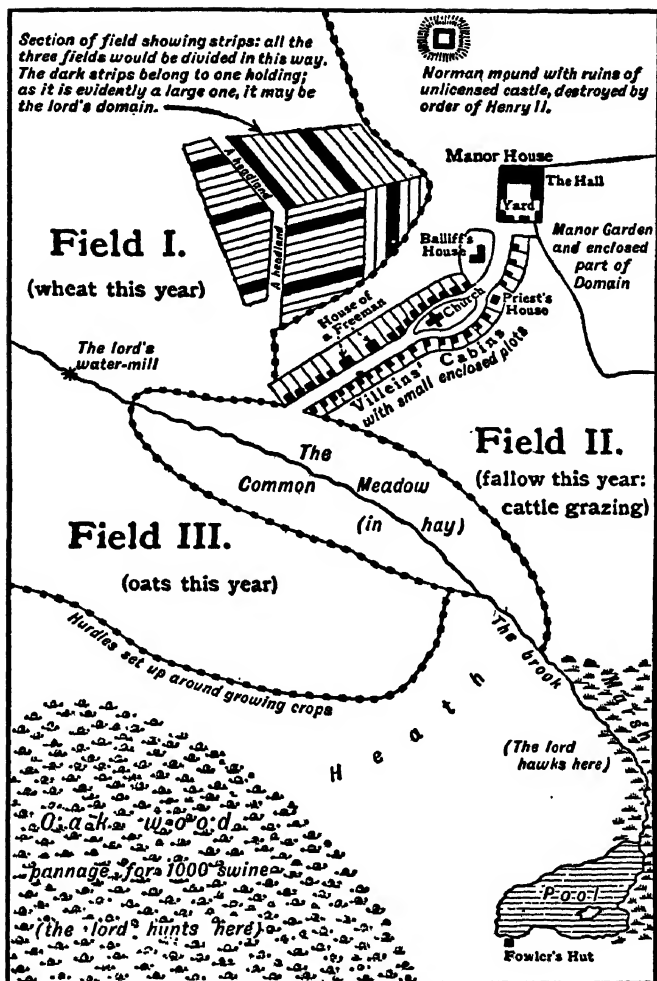 Section of field showing strips: all the
three fields would be divided in this way.
The dark strips belong to one holding;
as it is evidently a large one, it may be
the lord's domain.
Norman mound with ruins of
unlicensed castle, destroyed by
order of Henry II.
Manor House
The Hall
Yard
A headland
A headland
Bailiff's
House
Manor Garden
and enclosed
part of
Domain
Field I.
(wheat this year)
House of
a Freeman
Church
Priest's
House
Villeins' Cabins
with small enclosed plots
The lord's
water-mill
The
Common Meadow
(in hay)
Field II.
(fallow this year:
cattle grazing)
Field III.
(oats this year)
Hurdles set up around growing crops
The brook
Marsh
Heath
(The lord
hawks here)
Oak wood
pannage for 1000 swine
(the lord hunts here)
Pool
Fowler's Hut